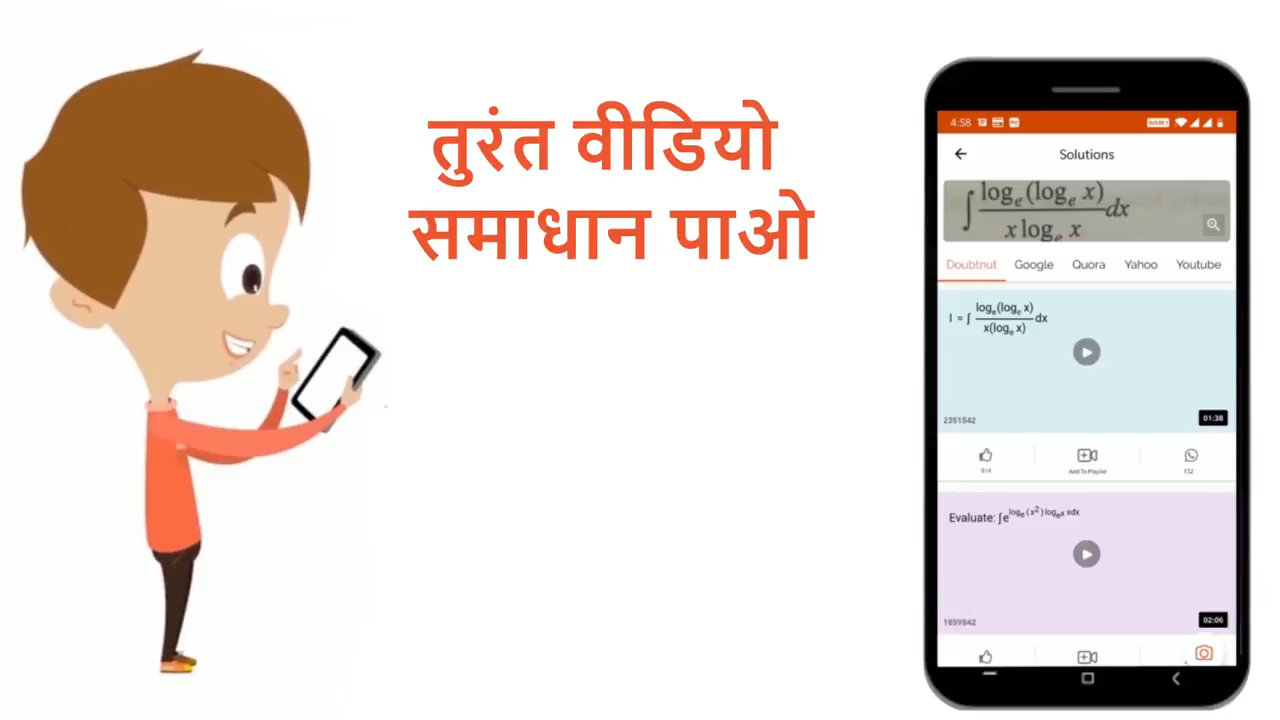 तुरंत वीडियो
समाधान पाओ
4:58
Solutions
∫ logₑ(logₑ x) / x logₑ x dx
Doubtnut Google Quora Yahoo Youtube
I = ∫ logₑ(logₑ x) / x(logₑ x) dx
2351542
01:38
914
Add To Playlist
152
Evaluate: ∫e^logₑ(x²)logₑx xdx
1859842
02:06